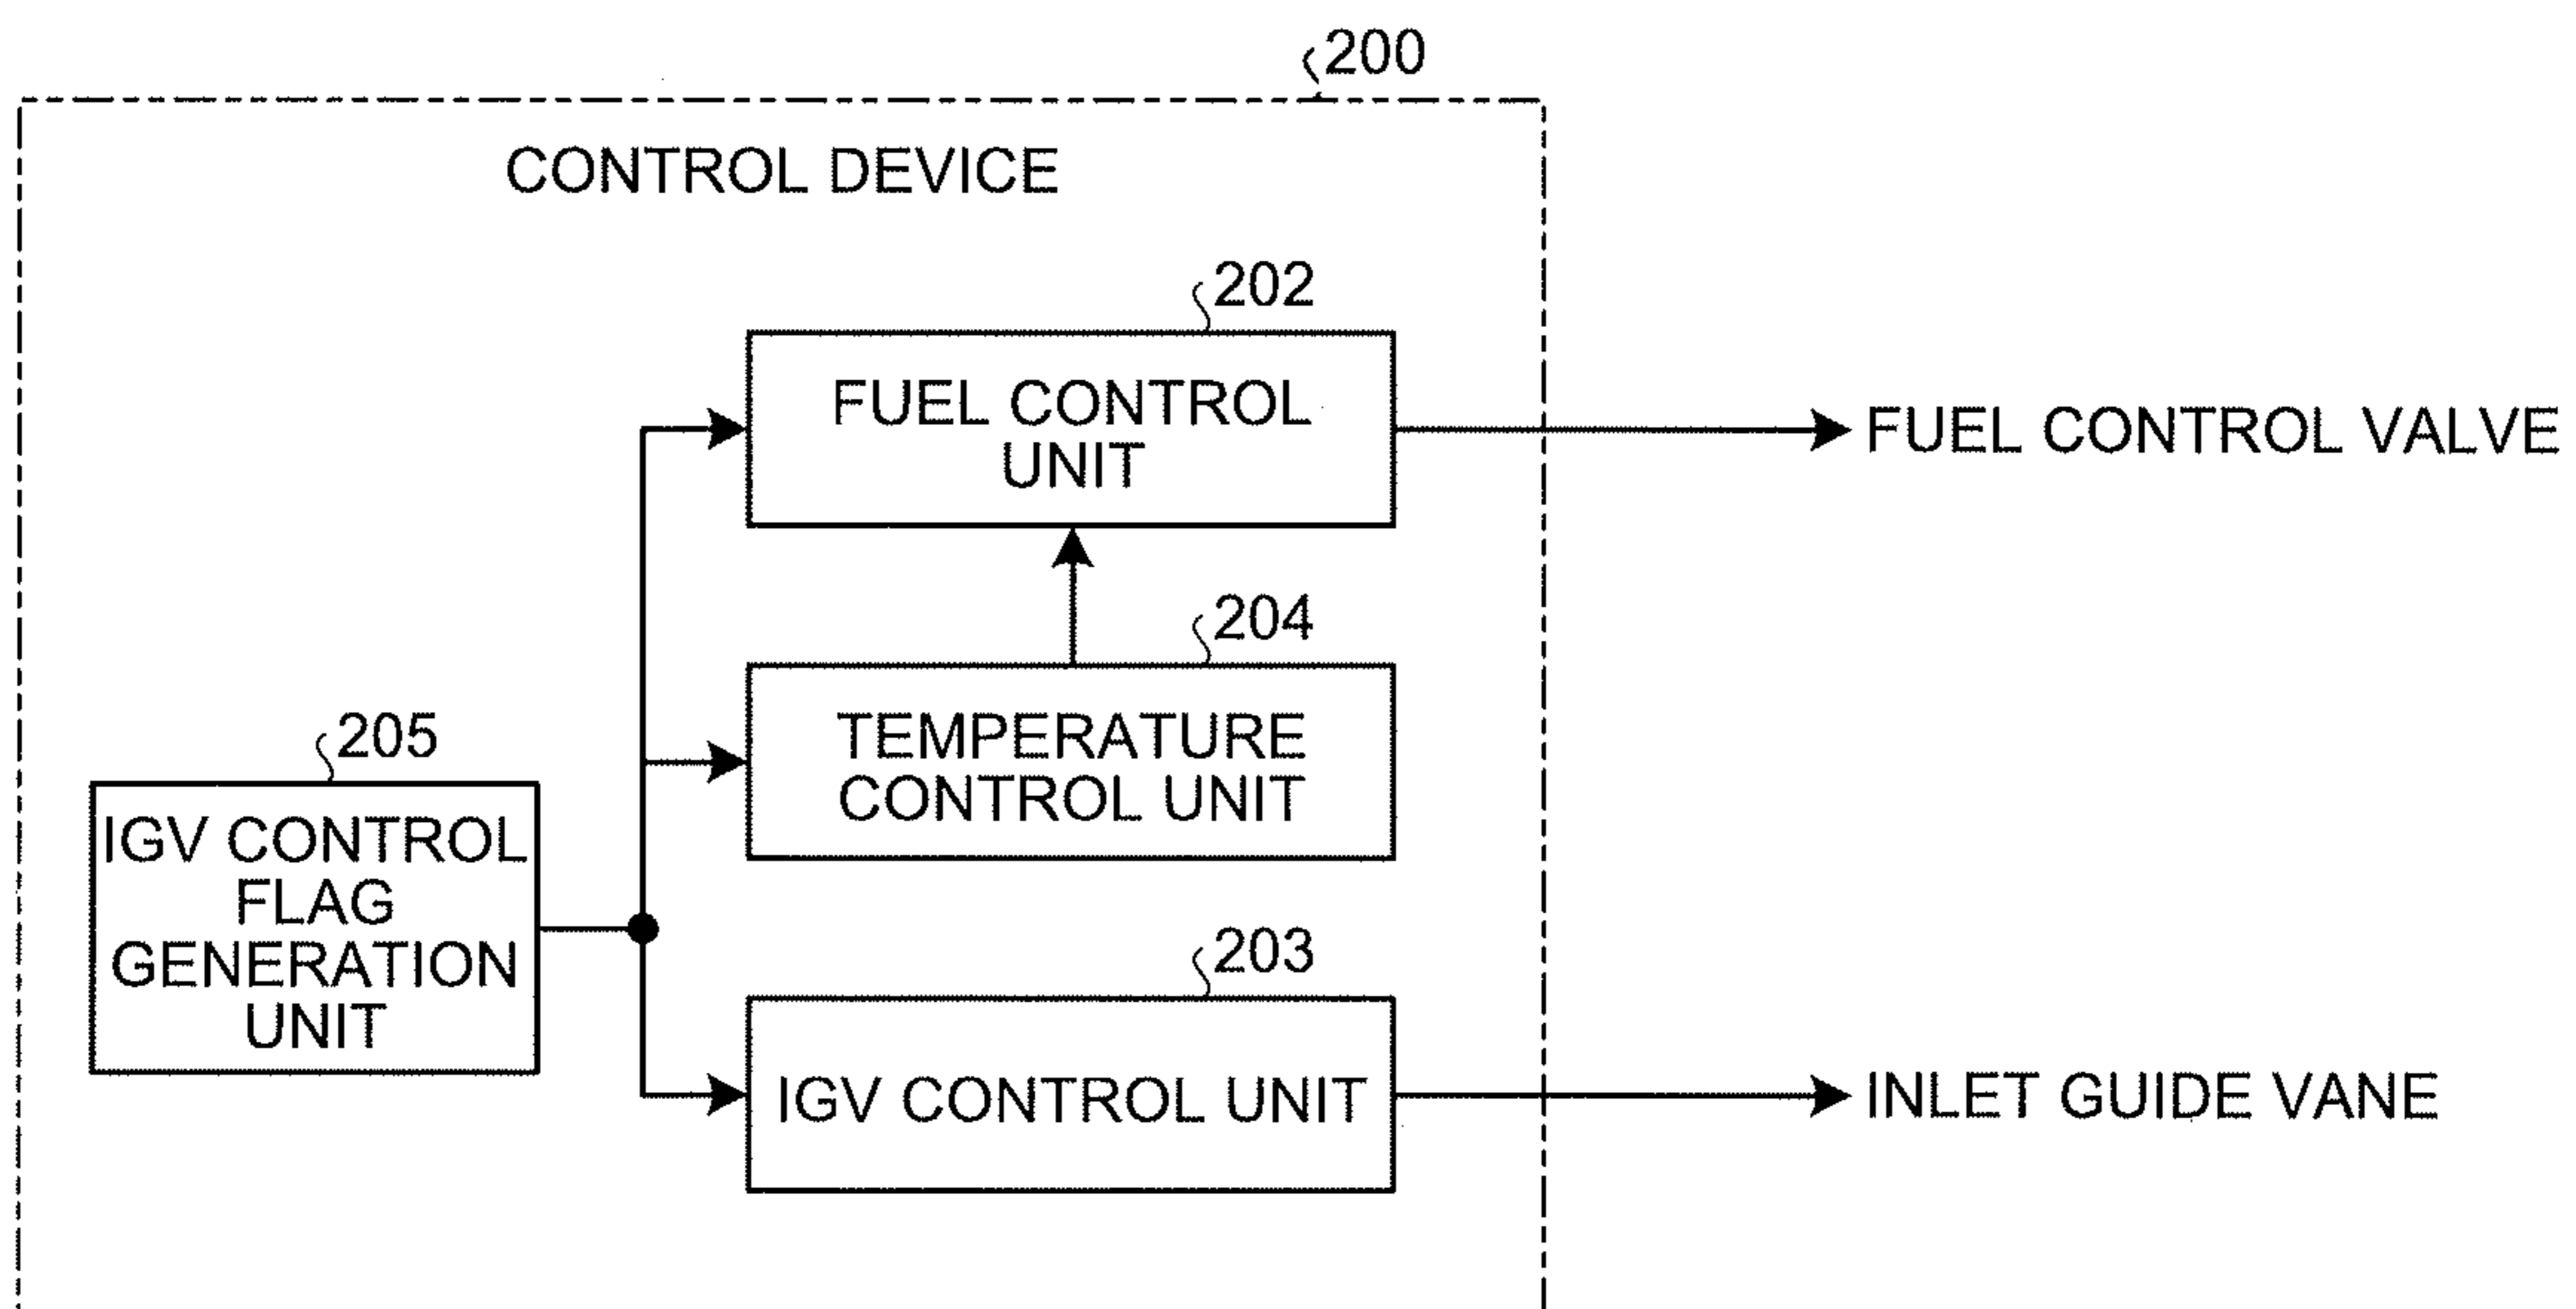 200
CONTROL DEVICE
202
FUEL CONTROL
UNIT
FUEL CONTROL VALVE
204
TEMPERATURE
CONTROL UNIT
205
IGV CONTROL
FLAG
GENERATION
UNIT
203
IGV CONTROL UNIT
INLET GUIDE VANE